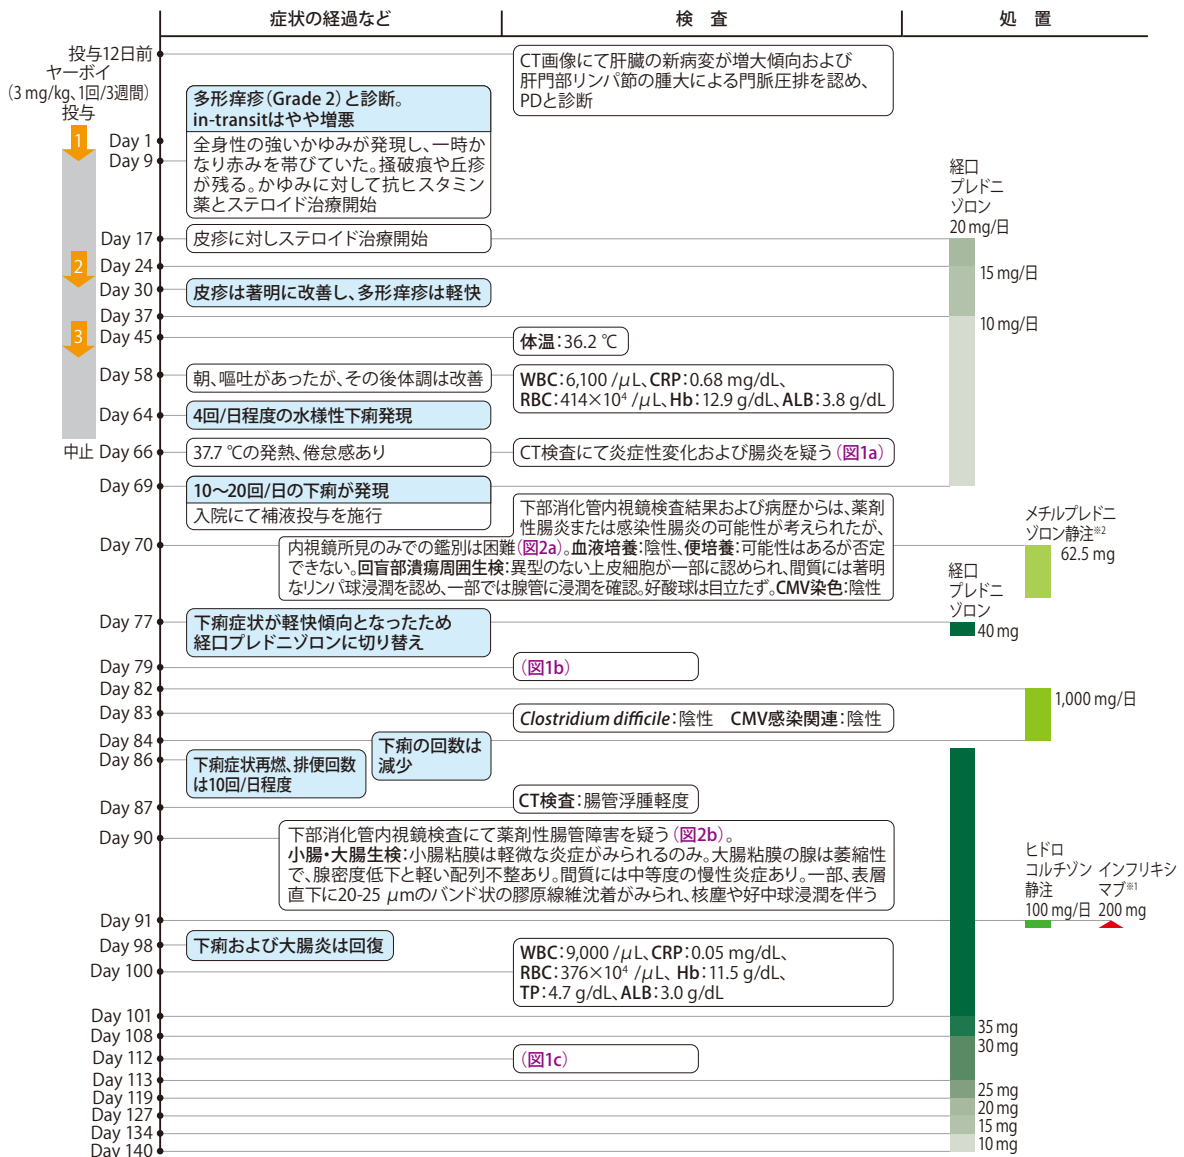 症状の経過など
検　査
処　置
投与12日前
ヤーボイ
（3 mg/kg、1回/3週間）
投与
CT画像にて肝臓の新病変が増大傾向および
肝門部リンパ節の腫大による門脈圧排を認め、
PDと診断
多形痒疹（Grade 2）と診断。
in-transitはやや増悪
1
Day 1
Day 9
全身性の強いかゆみが発現し、一時か
なり赤みを帯びていた。掻破痕や丘疹
が残る。かゆみに対して抗ヒスタミン
薬とステロイド治療開始
経口
プレドニ
ゾロン
20 mg/日
Day 17
皮疹に対しステロイド治療開始
2
Day 24
15 mg/日
Day 30
皮疹は著明に改善し、多形痒疹は軽快
Day 37
10 mg/日
3
Day 45
体温：36.2 ℃
Day 58
朝、嘔吐があったが、その後体調は改善
WBC：6,100 /μL、CRP：0.68 mg/dL、
RBC：414×10⁴ /μL、Hb：12.9 g/dL、ALB：3.8 g/dL
Day 64
4回/日程度の水様性下痢発現
中止
Day 66
37.7 ℃の発熱、倦怠感あり
CT検査にて炎症性変化および腸炎を疑う（図1a）
Day 69
10〜20回/日の下痢が発現
入院にて補液投与を施行
Day 70
下部消化管内視鏡検査結果および病歴からは、薬剤
性腸炎または感染性腸炎の可能性が考えられたが、
内視鏡所見のみでの鑑別は困難（図2a）。血液培養：陰性、便培養：可能性はあるが否定
できない。回盲部潰瘍周囲生検：異型のない上皮細胞が一部に認められ、間質には著明
なリンパ球浸潤を認め、一部では腺管に浸潤を確認。好酸球は目立たず。CMV染色：陰性
メチルプレドニ
ゾロン静注※2
62.5 mg
経口
プレドニ
ゾロン
40 mg
Day 77
下痢症状が軽快傾向となったため
経口プレドニゾロンに切り替え
Day 79
（図1b）
Day 82
1,000 mg/日
Day 83
Clostridium difficile：陰性　CMV感染関連：陰性
Day 84
下痢の回数は
減少
Day 86
下痢症状再燃、排便回数
は10回/日程度
Day 87
CT検査：腸管浮腫軽度
Day 90
下部消化管内視鏡検査にて薬剤性腸管障害を疑う（図2b）。
小腸・大腸生検：小腸粘膜は軽微な炎症がみられるのみ。大腸粘膜の腺は萎縮性
で、腺密度低下と軽い配列不整あり。間質には中等度の慢性炎症あり。一部、表層
直下に20-25 μmのバンド状の膠原線維沈着がみられ、核塵や好中球浸潤を伴う
ヒドロ
コルチゾン
静注
100 mg/日
インフリキシ
マブ※1
200 mg
Day 91
Day 98
下痢および大腸炎は回復
Day 100
WBC：9,000 /μL、CRP：0.05 mg/dL、
RBC：376×10⁴ /μL、Hb：11.5 g/dL、
TP：4.7 g/dL、ALB：3.0 g/dL
Day 101
35 mg
Day 108
30 mg
Day 112
（図1c）
Day 113
25 mg
Day 119
20 mg
Day 127
15 mg
Day 134
10 mg
Day 140